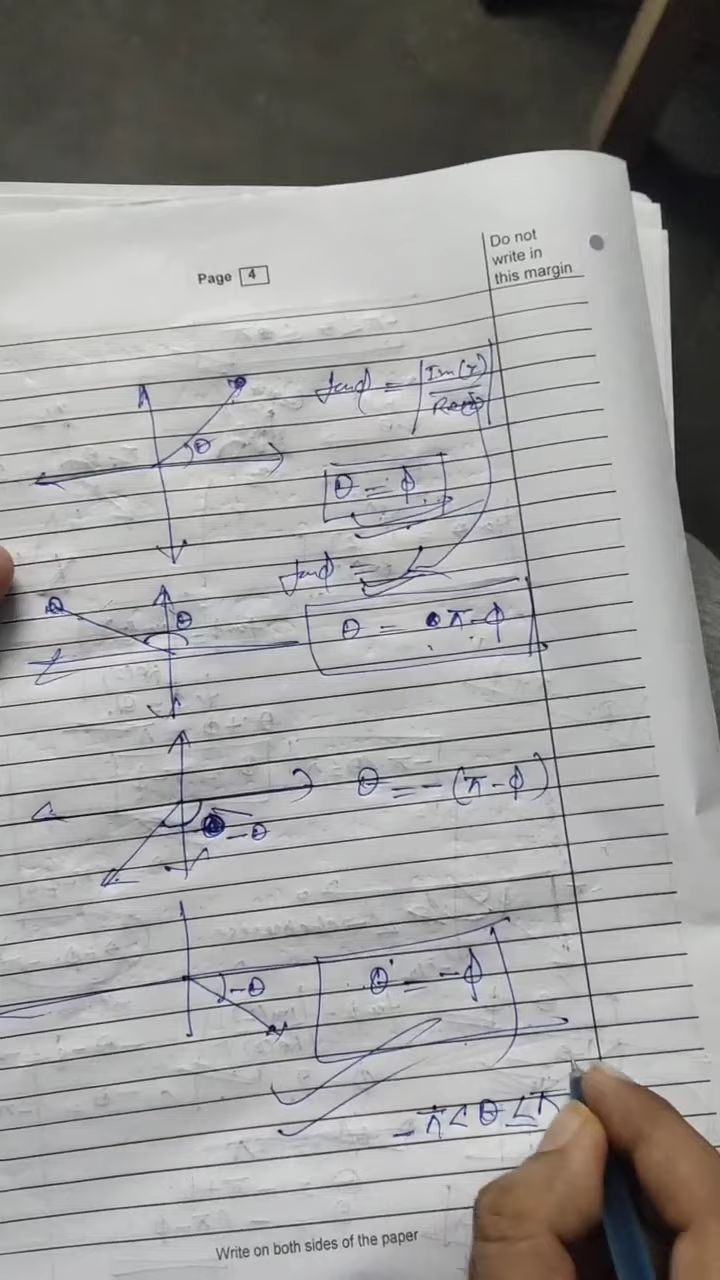 Do not
write in
this margin
Page 4
tanϕ = |Im(z)/Re(z)|
θ
θ = ϕ
tanϕ =
θ
θ = π - ϕ
θ = -(π - ϕ)
-θ
-θ
θ = -ϕ
-π < θ ≤ π
Write on both sides of the paper